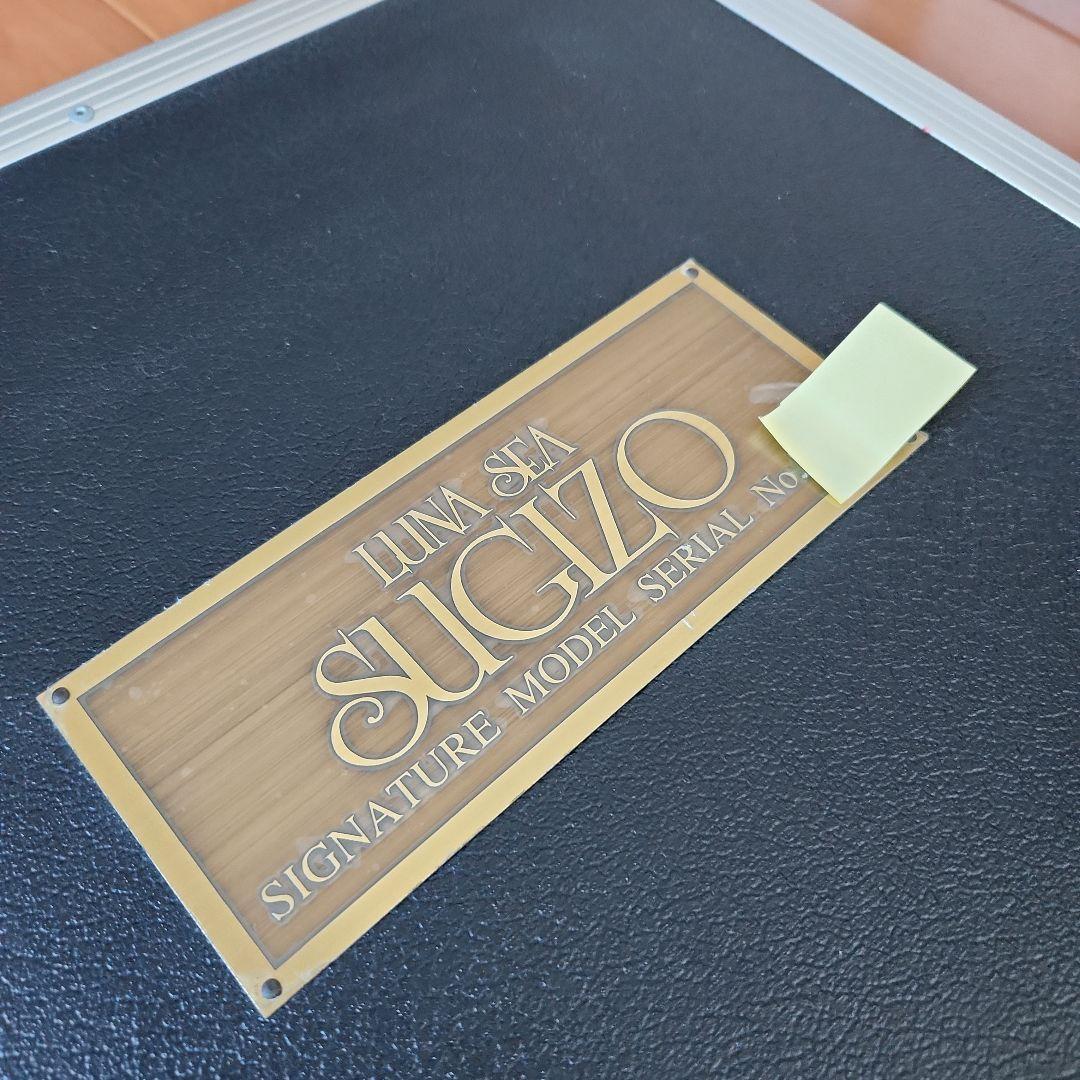 LUNA SEA
SUGIZO
SIGNATURE MODEL SERIAL No.